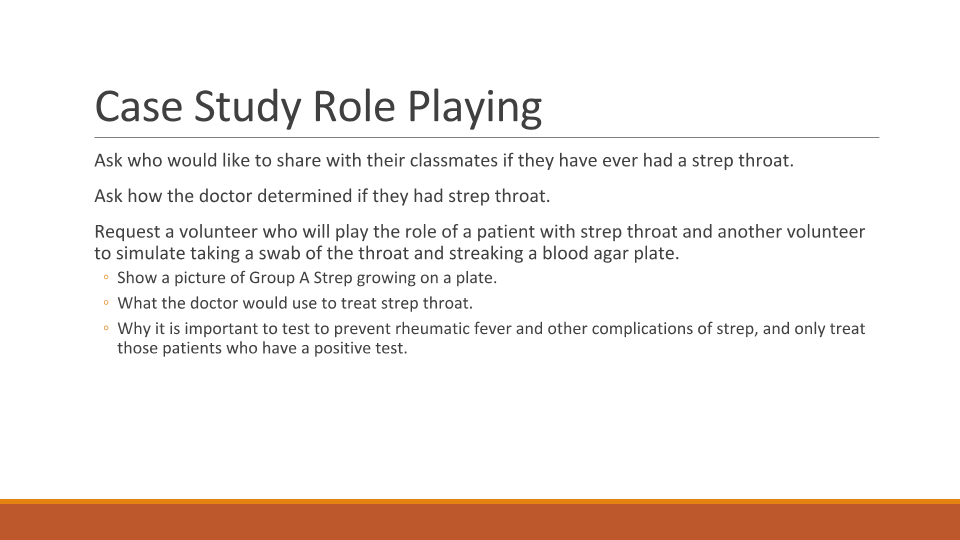 Case Study Role Playing
Ask who would like to share with their classmates if they have ever had a strep throat.
Ask how the doctor determined if they had strep throat.
Request a volunteer who will play the role of a patient with strep throat and another volunteer
to simulate taking a swab of the throat and streaking a blood agar plate.
◦ Show a picture of Group A Strep growing on a plate.
◦ What the doctor would use to treat strep throat.
◦ Why it is important to test to prevent rheumatic fever and other complications of strep, and only treat
those patients who have a positive test.